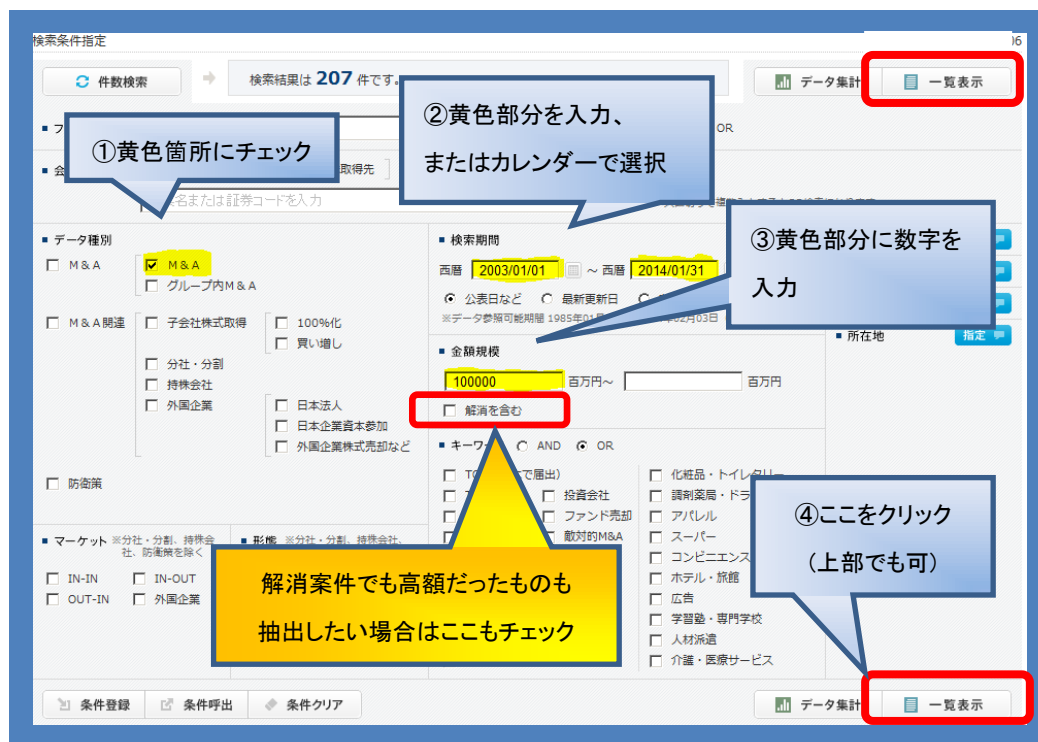 検索条件指定
06
件数検索
検索結果は 207 件です。
データ集計
一覧表示
②黄色部分を入力、
またはカレンダーで選択
①黄色箇所にチェック
OR
取得先
または証券コードを入力
■ データ種別
M&A
M&A
グループ内M&A
M&A関連
子会社株式取得
100%化
買い増し
分社・分割
持株会社
外国企業
日本法人
日本企業資本参加
外国企業株式売却など
防衛策
■ マーケット ※分社・分割、持株会
社、防衛策を除く
IN-IN
IN-OUT
OUT-IN
外国企業
■ 形態 ※分社・分割、持株会社、
■ 検索期間
西暦 2003/01/01 ～ 西暦 2014/01/31
公表日など
最新更新日
※データ参照可能期間 1985年01月
02月03日
③黄色部分に数字を
入力
■ 所在地
指定
■ 金額規模
100000 百万円～ 百万円
解消を含む
AND
OR
で届出）
投資会社
ファンド売却
敵対的M&A
化粧品・トイレタリー
調剤薬局・ドラ
アパレル
スーパー
コンビニエンス
ホテル・旅館
広告
学習塾・専門学校
人材派遣
介護・医療サービス
④ここをクリック
（上部でも可）
解消案件でも高額だったものも
抽出したい場合はここもチェック
条件登録
条件呼出
条件クリア
データ集計
一覧表示